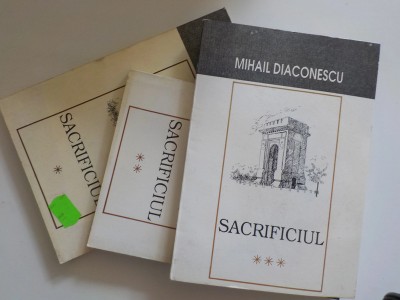 MIHAIL DIACONESCU
SACRIFICIUL
***
SACRIFICIUL
**
SACRIFICIUL
*